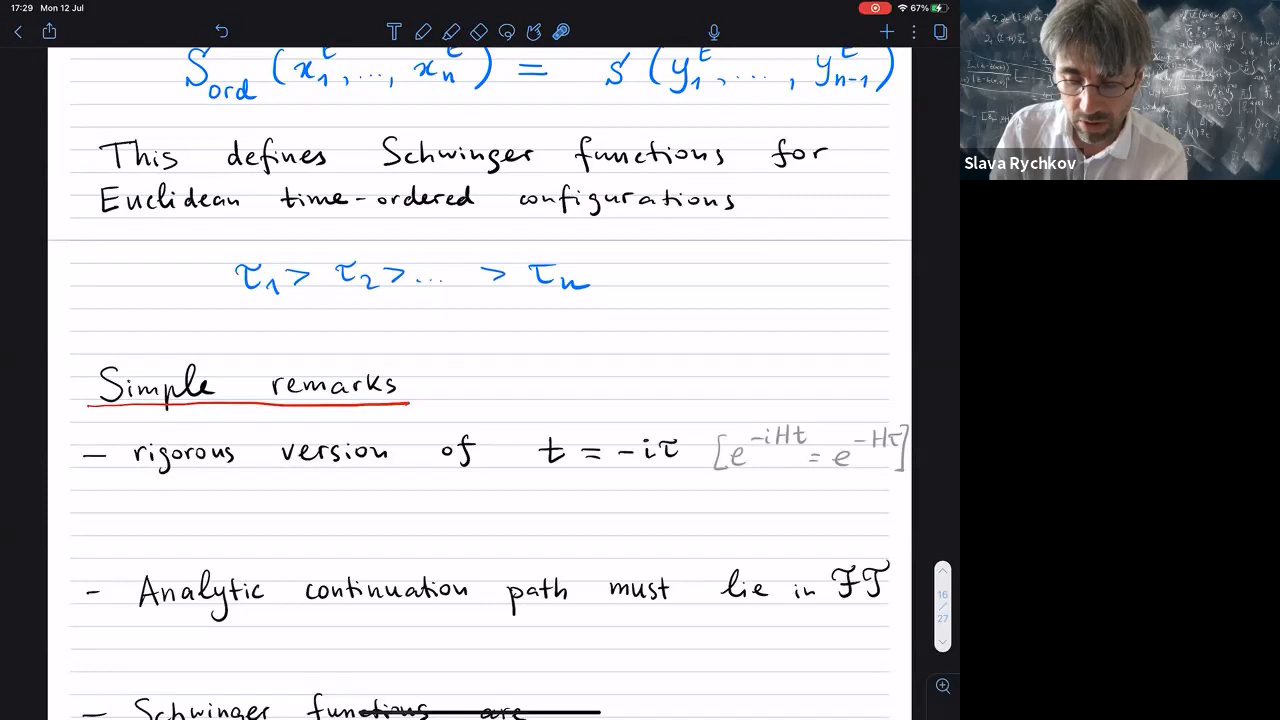 17:29 Mon 12 Jul
67%
S_ord (x_1^E, ..., x_n^E) = S (y_1^E, ..., y_{n-1}^E)
This defines Schwinger functions for
Euclidean time-ordered configurations
τ_1 > τ_2 > ... > τ_n
Simple remarks
— rigorous version of t = -iτ [e^{-iHt} = e^{-Hτ}]
- Analytic continuation path must lie in FT
— Schwinger functions are
16
/
27
Slava Rychkov